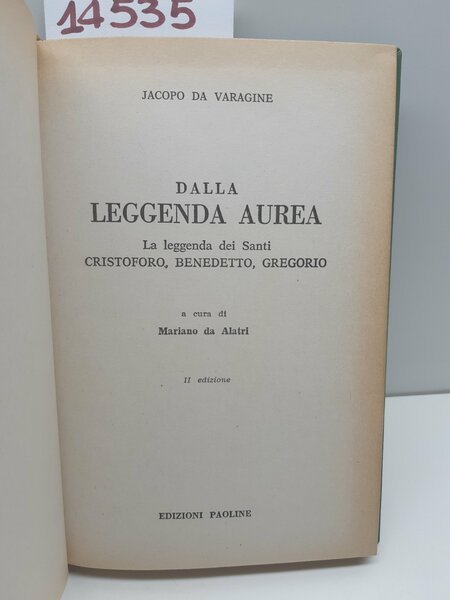 14535
JACOPO DA VARAGINE
DALLA
LEGGENDA AUREA
La leggenda dei Santi
CRISTOFORO, BENEDETTO, GREGORIO
a cura di
Mariano da Alatri
II edizione
EDIZIONI PAOLINE